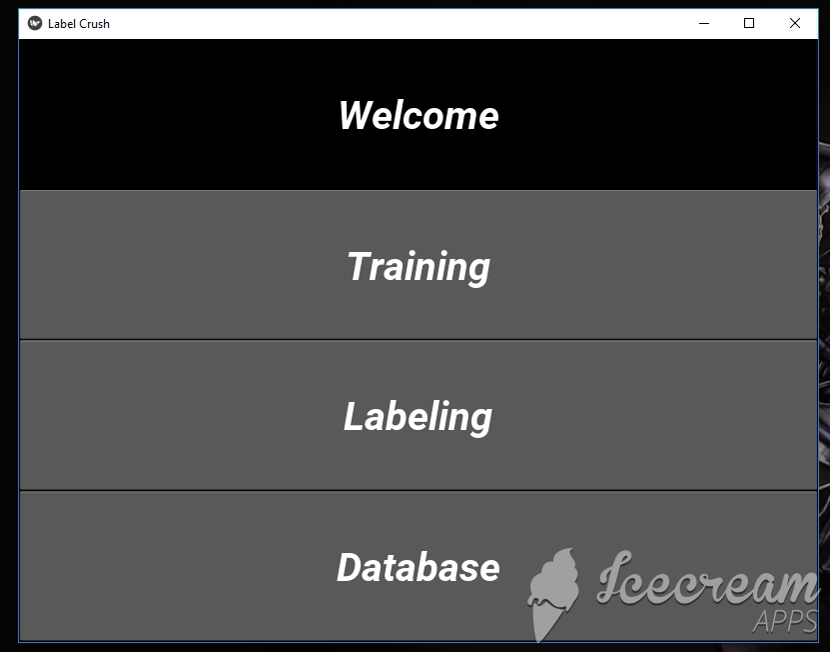 Label Crush
Welcome
Training
Labeling
Database
Icecream
APPS